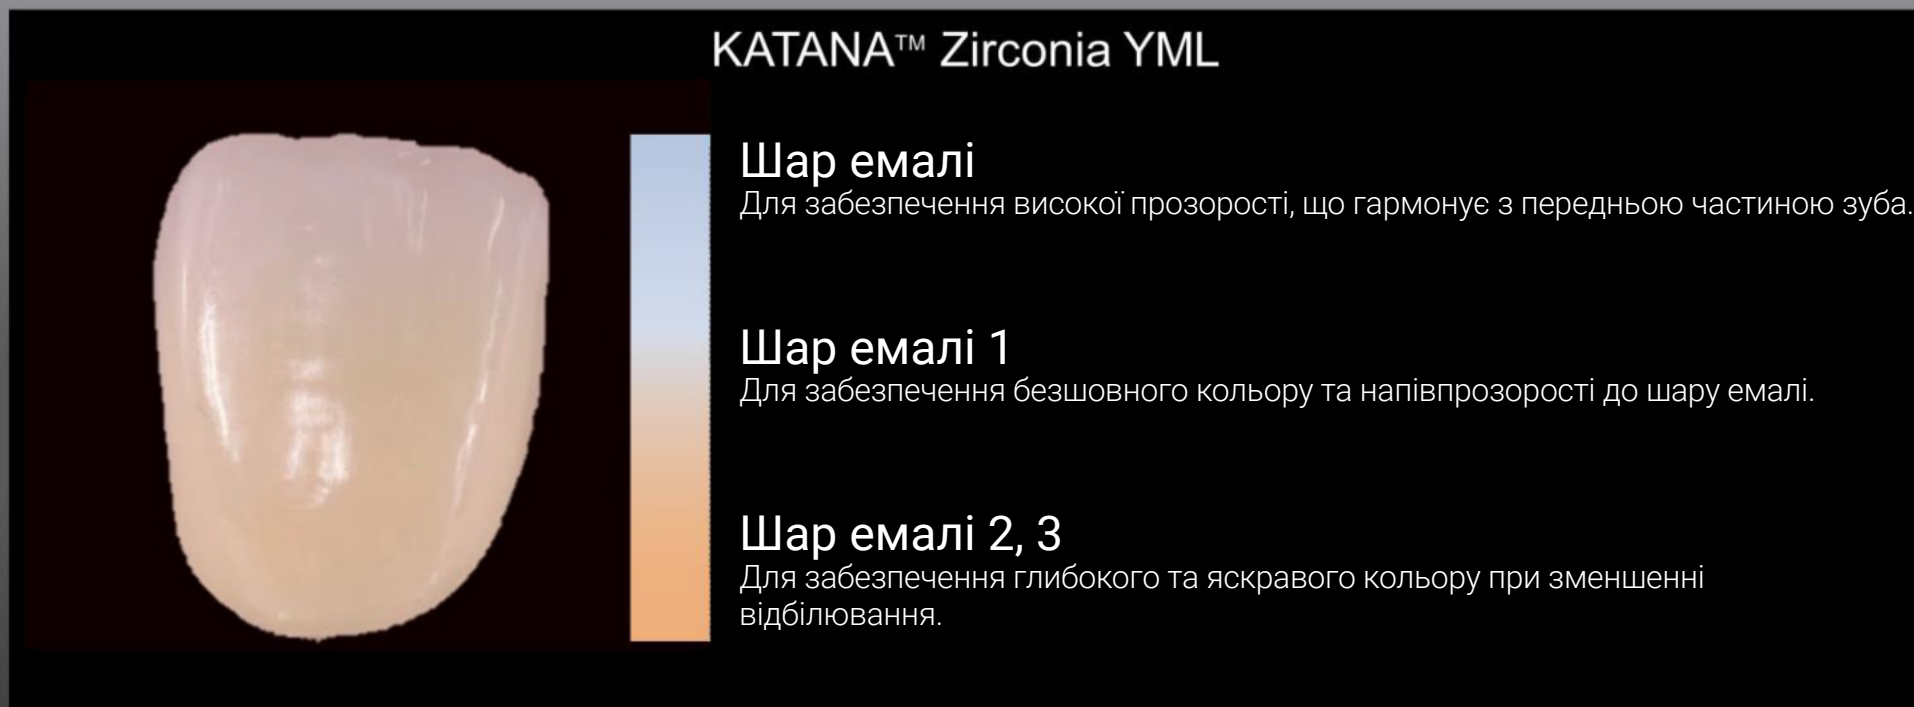 KATANA™ Zirconia YML
Шар емалі
Для забезпечення високої прозорості, що гармонує з передньою частиною зуба.
Шар емалі 1
Для забезпечення безшовного кольору та напівпрозорості до шару емалі.
Шар емалі 2, 3
Для забезпечення глибокого та яскравого кольору при зменшенні
відбілювання.